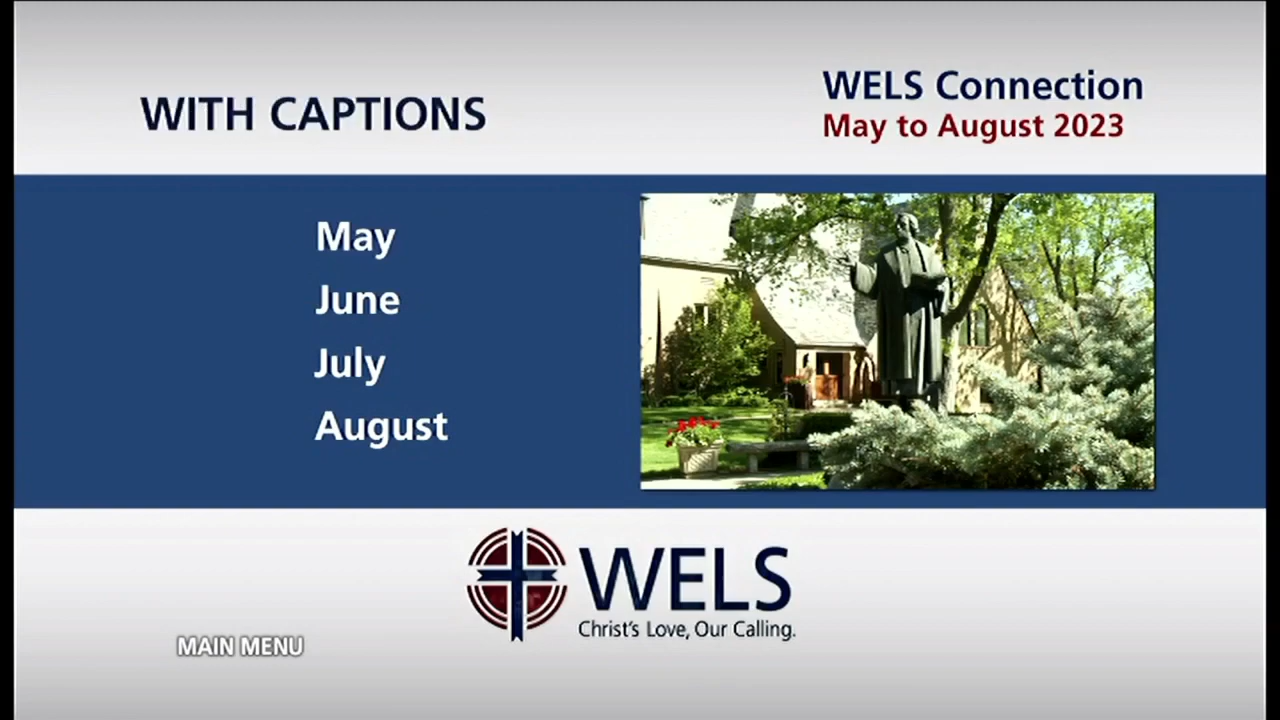 WITH CAPTIONS
WELS Connection
May to August 2023
May
June
July
August
WELS
Christ's Love, Our Calling.
MAIN MENU